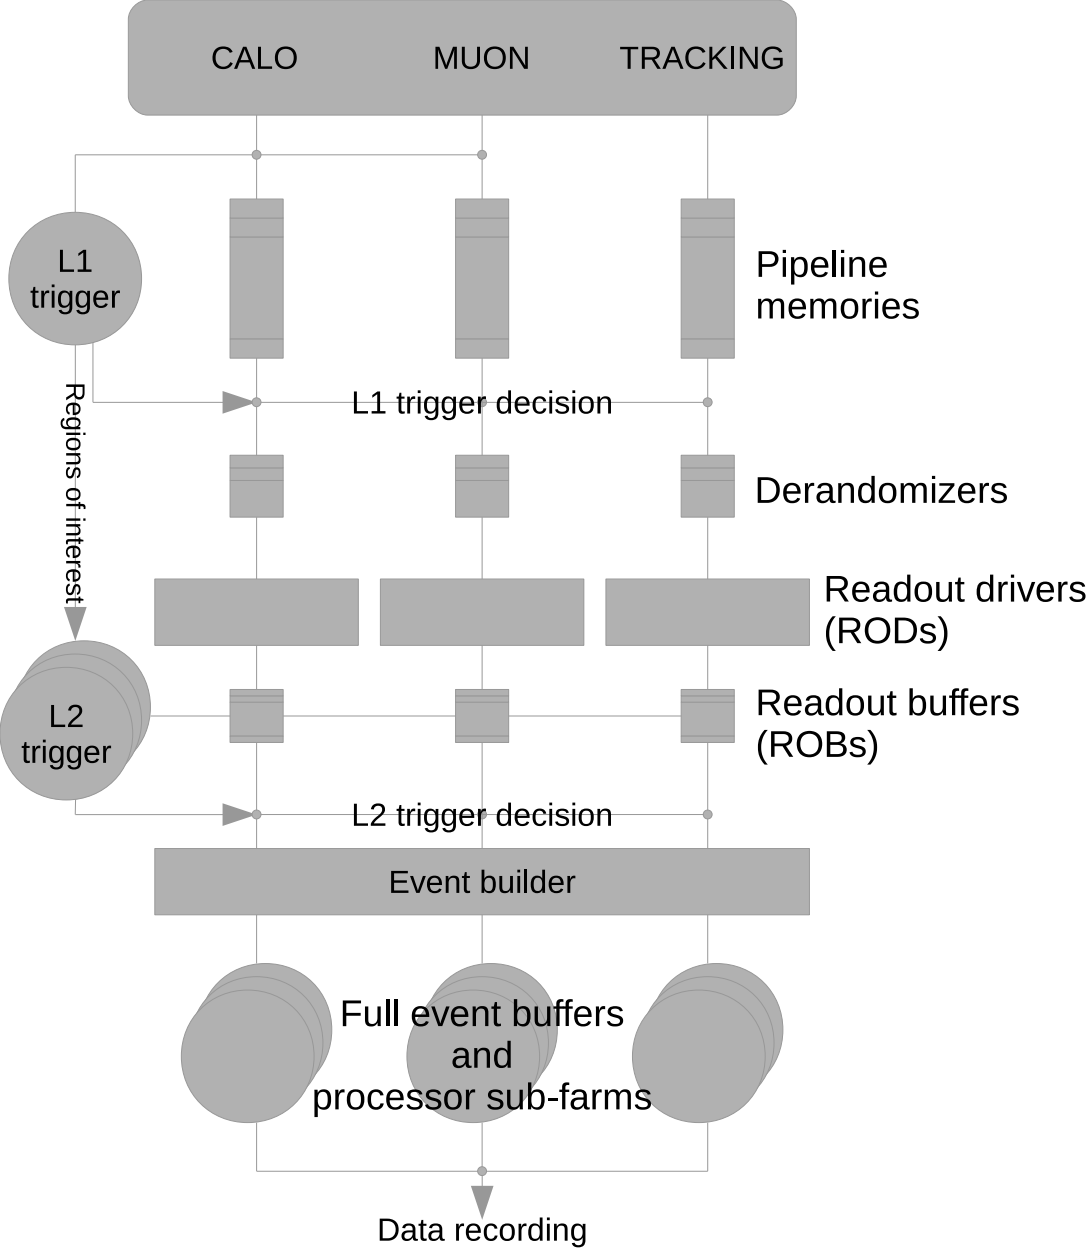 CALO MUON TRACKING
L1
trigger
Pipeline
memories
L1 trigger decision
Regions of interest
Derandomizers
Readout drivers
(RODs)
L2
trigger
Readout buffers
(ROBs)
L2 trigger decision
Event builder
Full event buffers
and
processor sub-farms
Data recording